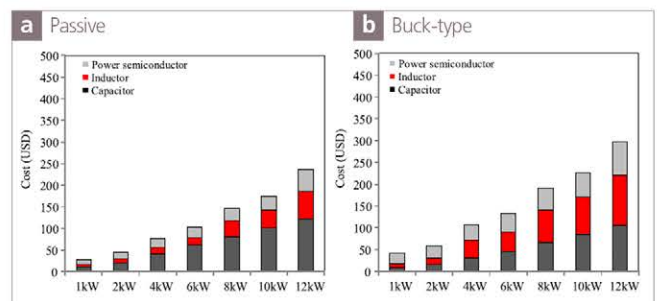 a Passive
500
450
400
350
300
250
200
150
100
50
0
Cost (USD)
Power semiconductor
Inductor
Capacitor
1kW 2kW 4kW 6kW 8kW 10kW 12kW
b Buck-type
500
450
400
350
300
250
200
150
100
50
0
Cost (USD)
Power semiconductor
Inductor
Capacitor
1kW 2kW 4kW 6kW 8kW 10kW 12kW